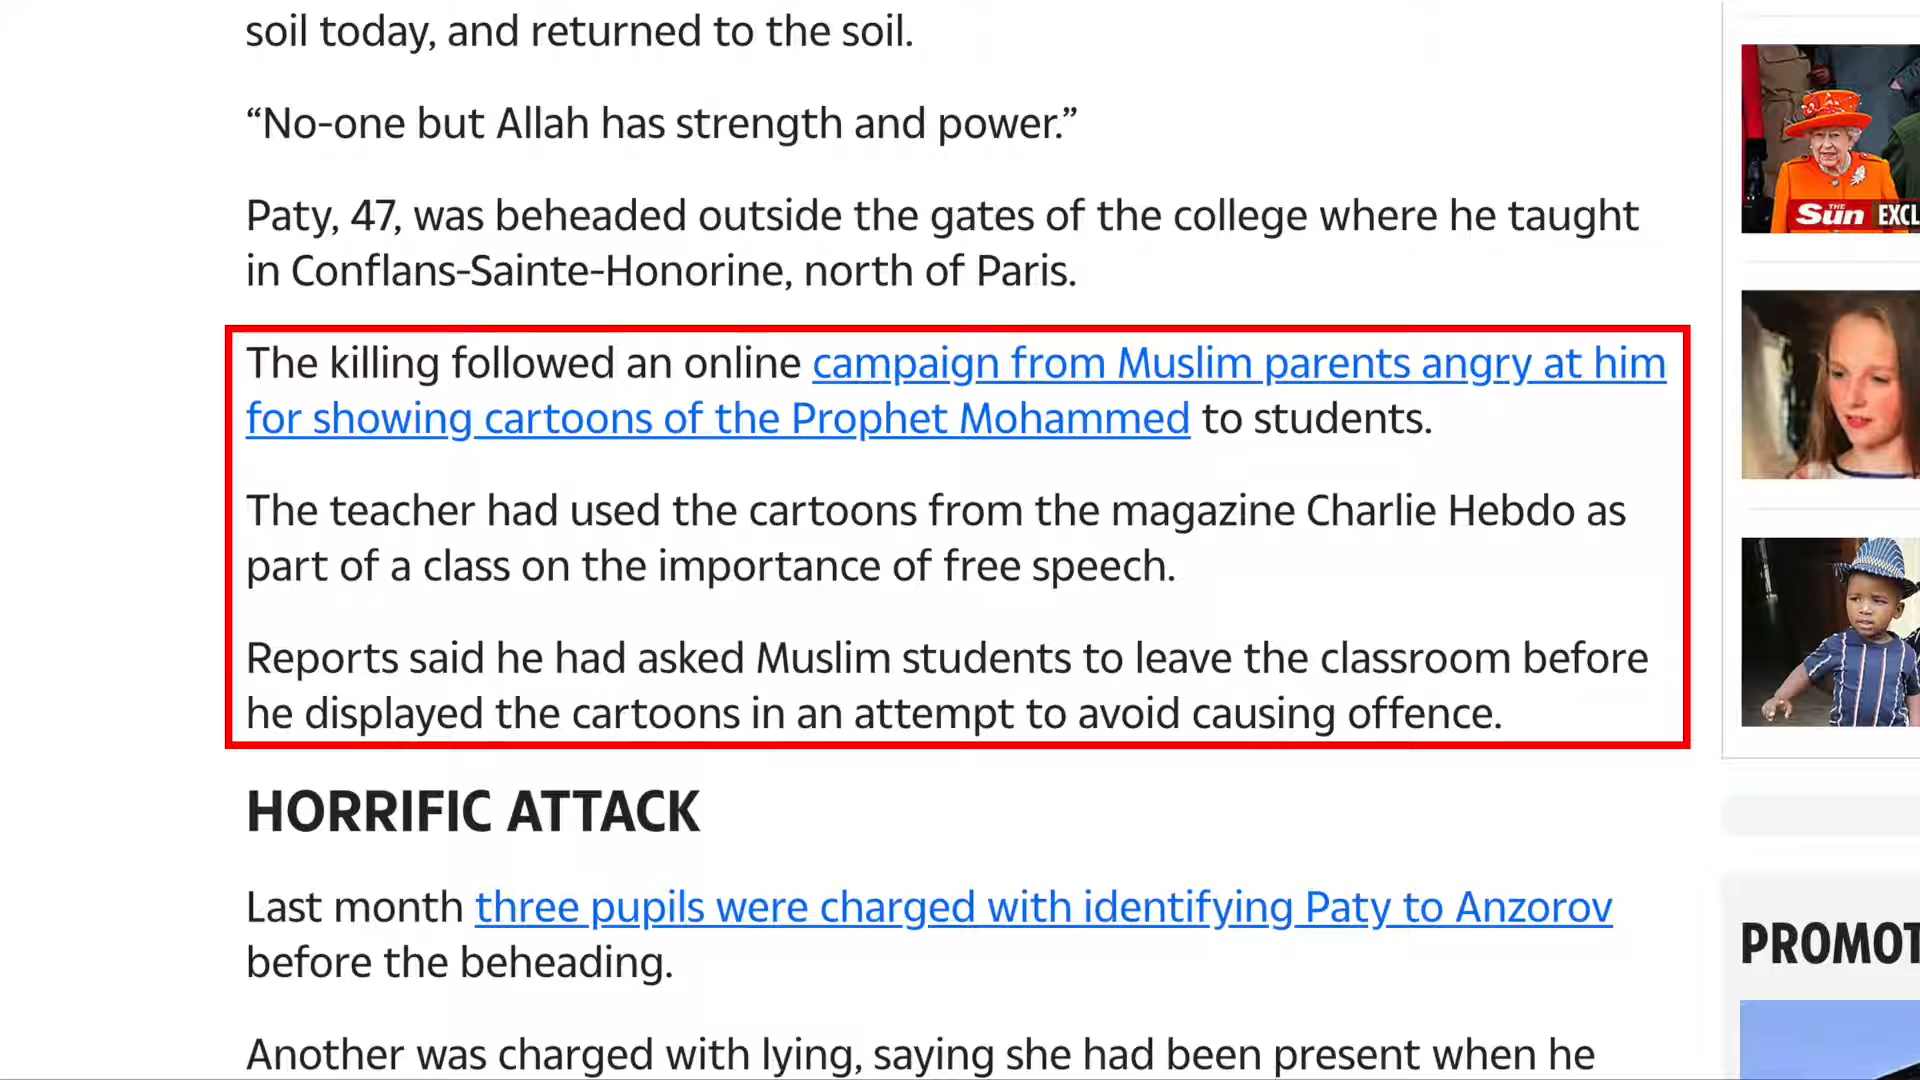 soil today, and returned to the soil.
“No-one but Allah has strength and power.”
Paty, 47, was beheaded outside the gates of the college where he taught
in Conflans-Sainte-Honorine, north of Paris.
The killing followed an online campaign from Muslim parents angry at him
for showing cartoons of the Prophet Mohammed to students.
The teacher had used the cartoons from the magazine Charlie Hebdo as
part of a class on the importance of free speech.
Reports said he had asked Muslim students to leave the classroom before
he displayed the cartoons in an attempt to avoid causing offence.
HORRIFIC ATTACK
Last month three pupils were charged with identifying Paty to Anzorov
before the beheading.
Another was charged with lying, saying she had been present when he
THE Sun EXCL
PROMOT